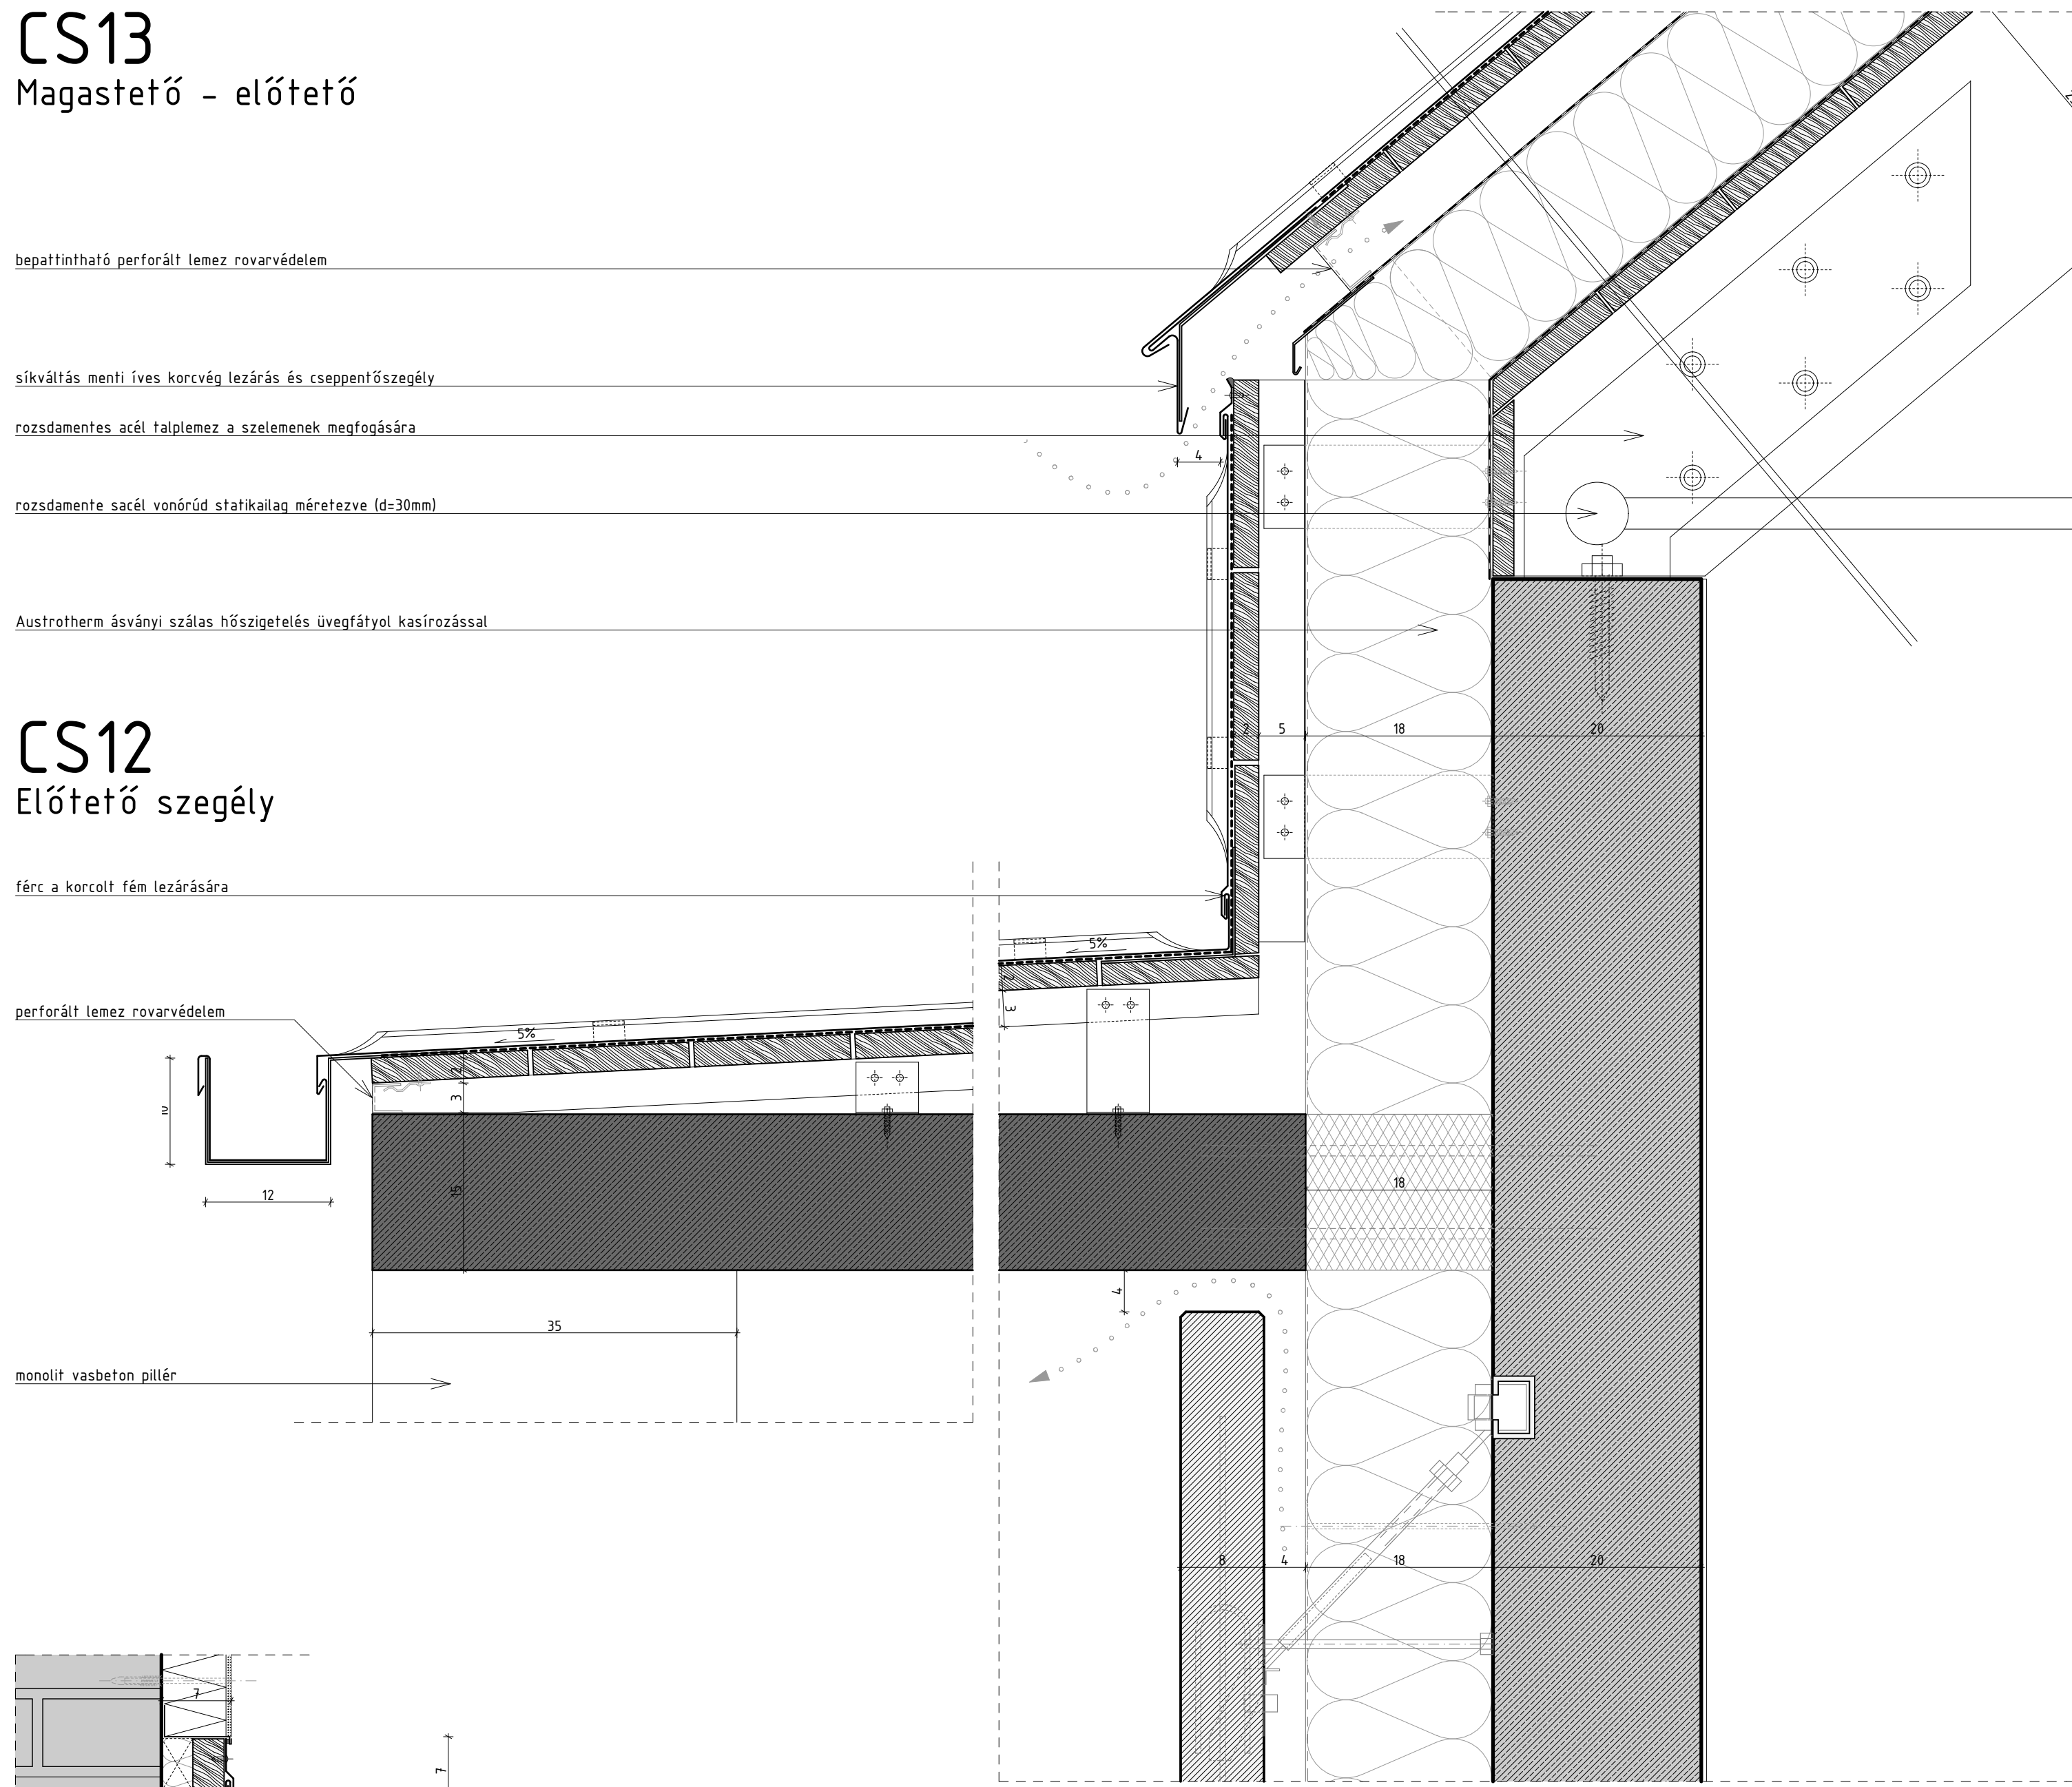 CS13
Magastető - előtető
bepattintható perforált lemez rovarvédelem
síkváltás menti íves korcvég lezárás és cseppentőszegély
rozsdamentes acél talplemez a szelemenek megfogására
4
rozsdamente sacél vonórúd statikailag méretezve (d=30mm)
Austrotherm ásványi szálas hőszigetelés üvegfátyol kasírozással
CS12
Előtető szegély
2 5 18 20
férc a korcolt fém lezárására
5%
2
3
perforált lemez rovarvédelem
5%
2
3
12
15
18
4
35
monolit vasbeton pillér
8 4 18 20
7
7